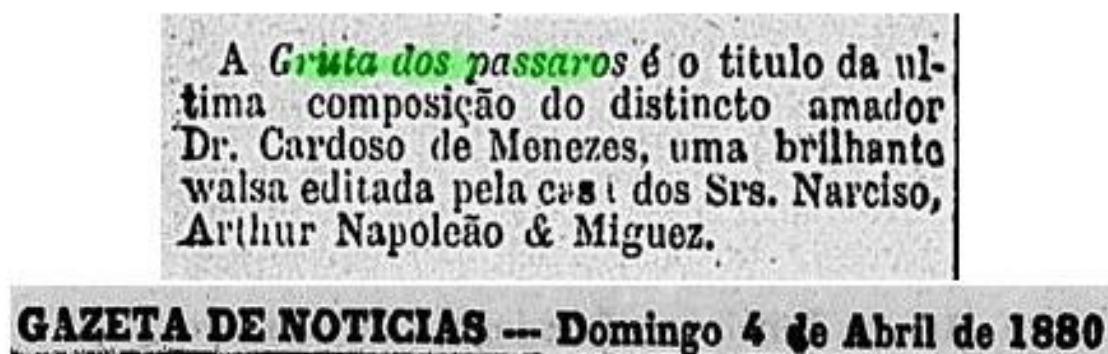 A Gruta dos passaros é o titulo da ul-
tima composição do distincto amador
Dr. Cardoso de Menezes, uma brilhante
walsa editada pela casa dos Srs. Narciso,
Arthur Napoleão & Miguez.
GAZETA DE NOTICIAS — Domingo 4 de Abril de 1880